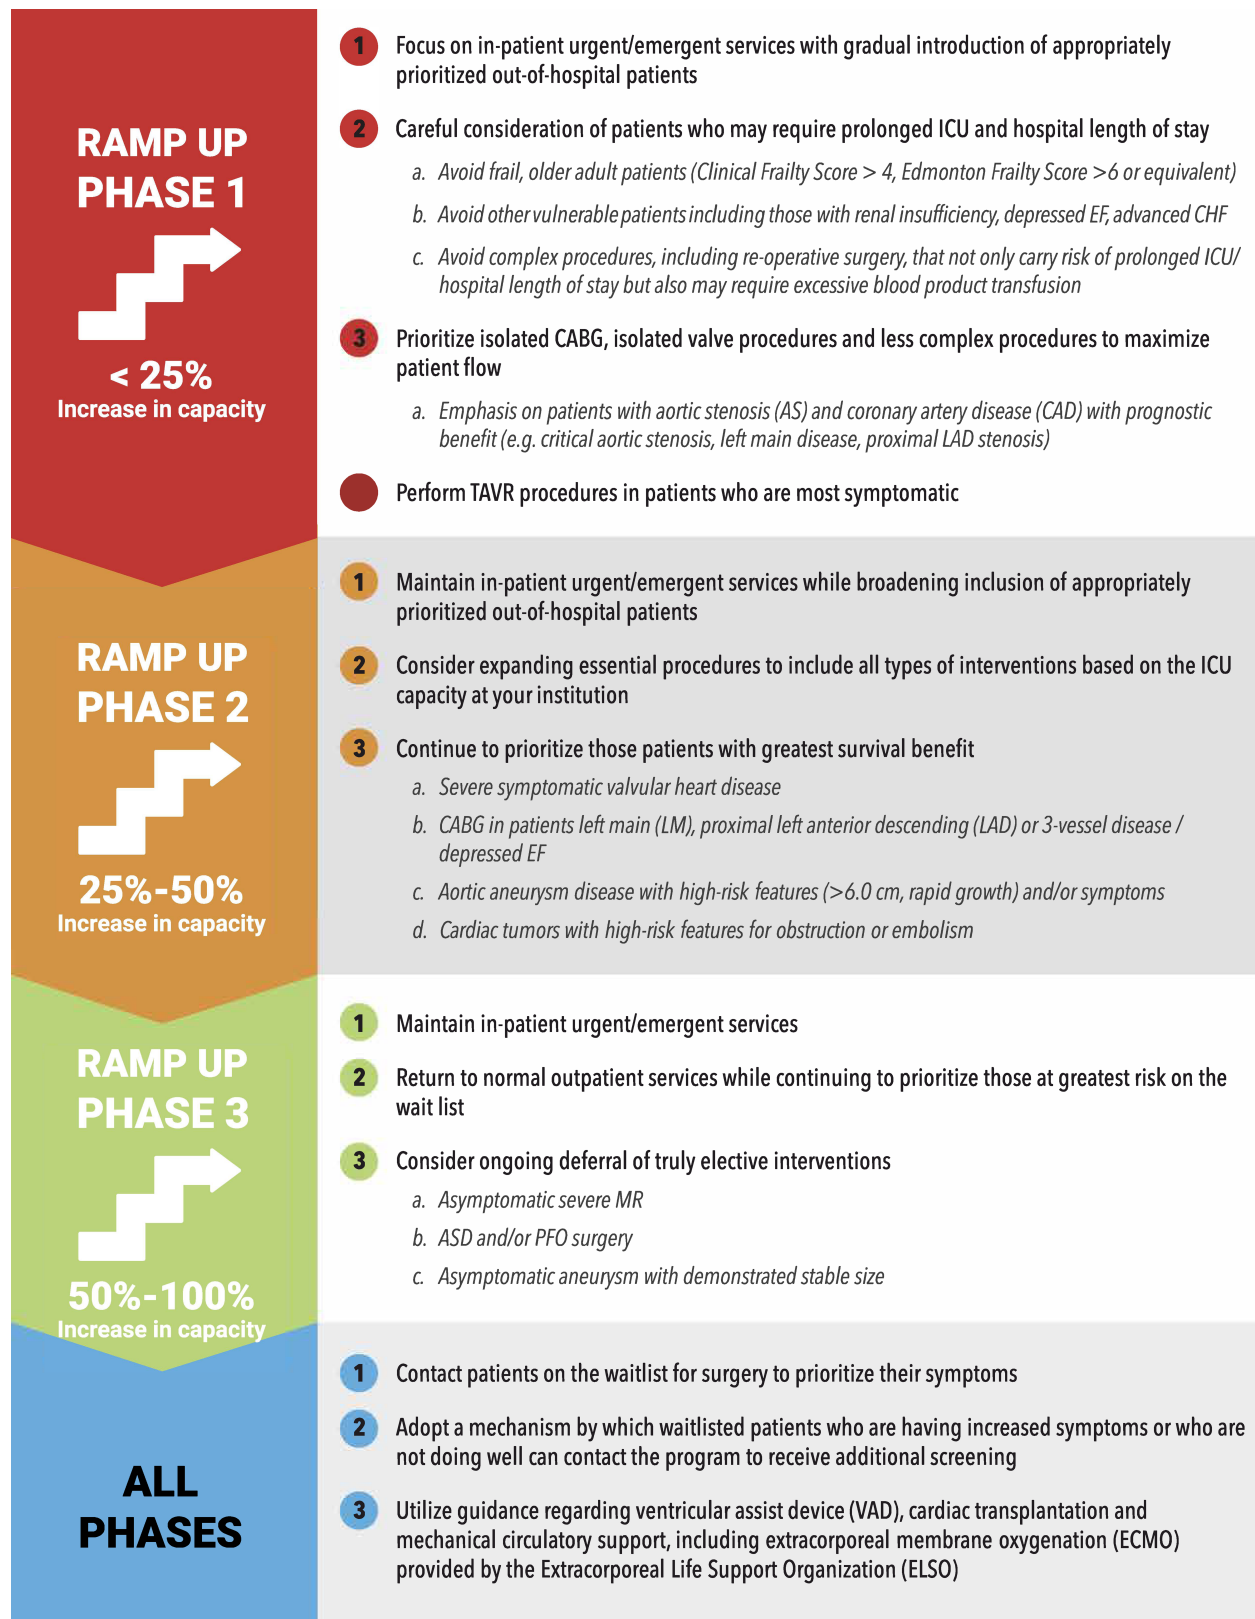 RAMP UP
PHASE 1
< 25%
Increase in capacity
1 Focus on in-patient urgent/emergent services with gradual introduction of appropriately
prioritized out-of-hospital patients
2 Careful consideration of patients who may require prolonged ICU and hospital length of stay
a. Avoid frail, older adult patients (Clinical Frailty Score > 4, Edmonton Frailty Score >6 or equivalent)
b. Avoid other vulnerable patients including those with renal insufficiency, depressed EF, advanced CHF
c. Avoid complex procedures, including re-operative surgery, that not only carry risk of prolonged ICU/
hospital length of stay but also may require excessive blood product transfusion
3 Prioritize isolated CABG, isolated valve procedures and less complex procedures to maximize
patient flow
a. Emphasis on patients with aortic stenosis (AS) and coronary artery disease (CAD) with prognostic
benefit (e.g. critical aortic stenosis, left main disease, proximal LAD stenosis)
Perform TAVR procedures in patients who are most symptomatic
RAMP UP
PHASE 2
25%-50%
Increase in capacity
1 Maintain in-patient urgent/emergent services while broadening inclusion of appropriately
prioritized out-of-hospital patients
2 Consider expanding essential procedures to include all types of interventions based on the ICU
capacity at your institution
3 Continue to prioritize those patients with greatest survival benefit
a. Severe symptomatic valvular heart disease
b. CABG in patients left main (LM), proximal left anterior descending (LAD) or 3-vessel disease /
depressed EF
c. Aortic aneurysm disease with high-risk features (>6.0 cm, rapid growth) and/or symptoms
d. Cardiac tumors with high-risk features for obstruction or embolism
RAMP UP
PHASE 3
50%-100%
Increase in capacity
1 Maintain in-patient urgent/emergent services
2 Return to normal outpatient services while continuing to prioritize those at greatest risk on the
wait list
3 Consider ongoing deferral of truly elective interventions
a. Asymptomatic severe MR
b. ASD and/or PFO surgery
c. Asymptomatic aneurysm with demonstrated stable size
ALL
PHASES
1 Contact patients on the waitlist for surgery to prioritize their symptoms
2 Adopt a mechanism by which waitlisted patients who are having increased symptoms or who are
not doing well can contact the program to receive additional screening
3 Utilize guidance regarding ventricular assist device (VAD), cardiac transplantation and
mechanical circulatory support, including extracorporeal membrane oxygenation (ECMO)
provided by the Extracorporeal Life Support Organization (ELSO)